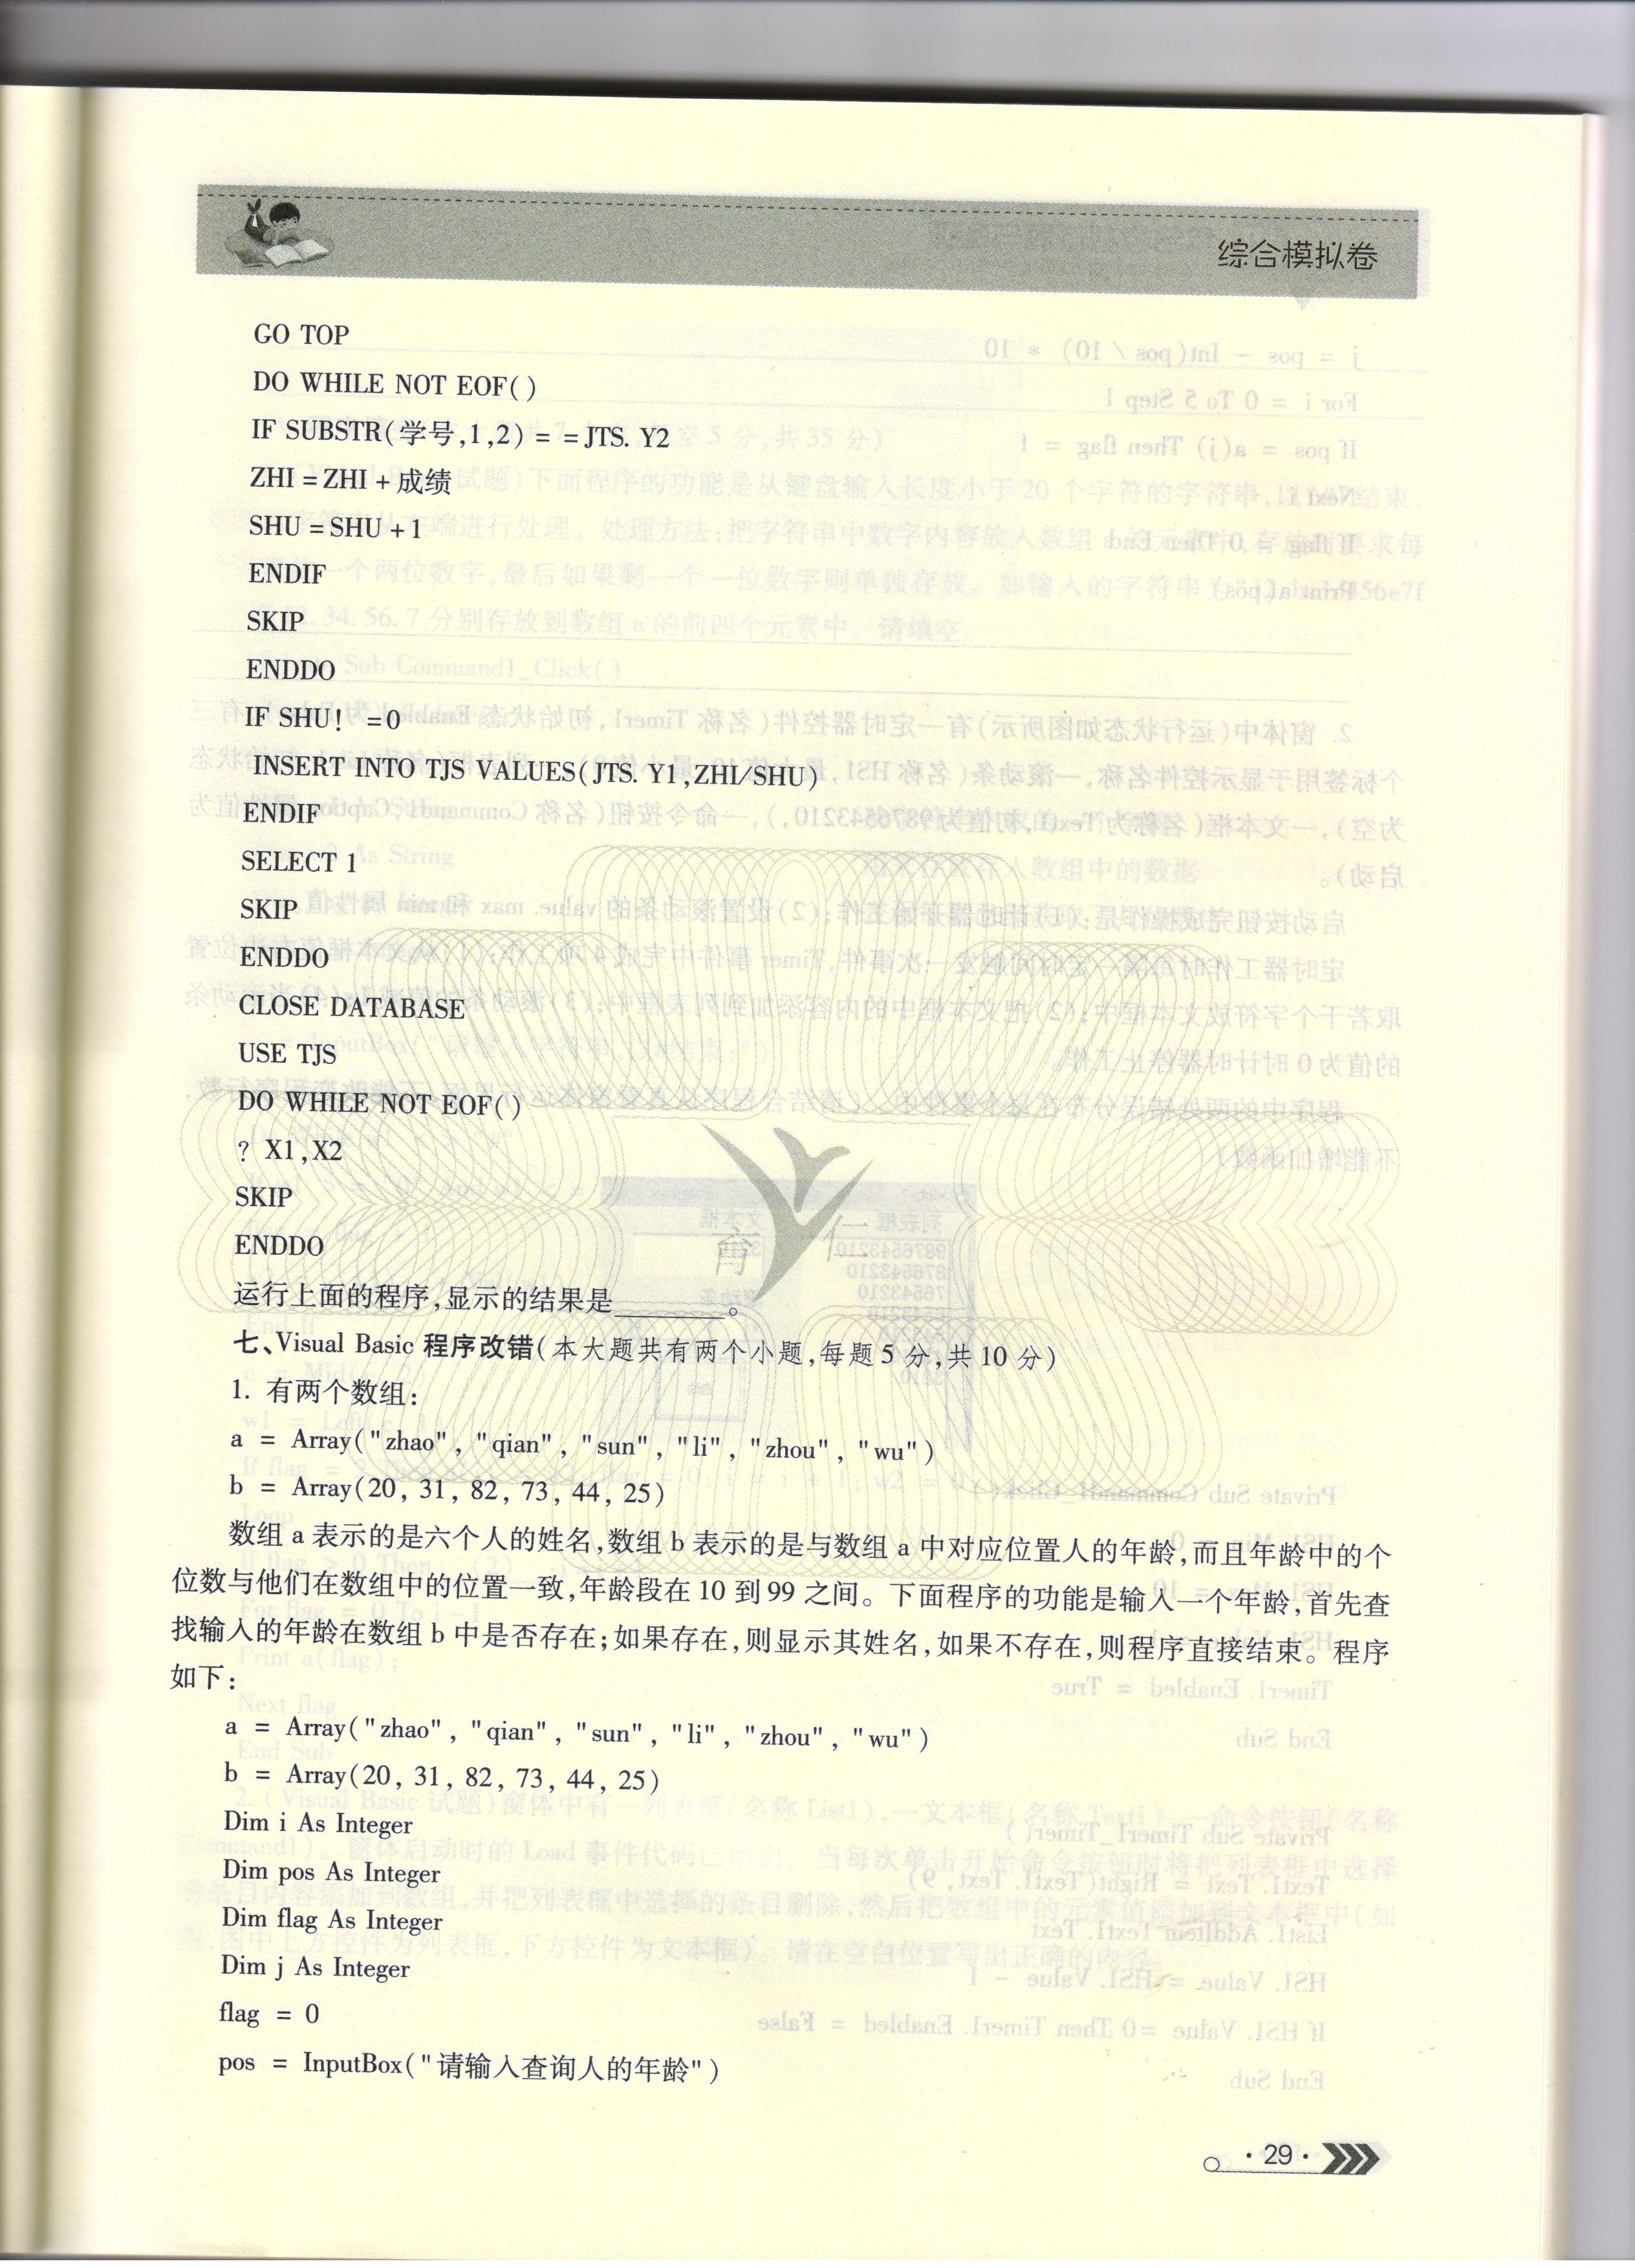 综合模拟卷
GO TOP
DO WHILE NOT EOF()
IF SUBSTR(学号,1,2) = =JTS. Y2
ZHI =ZHI +成绩
SHU =SHU +1
ENDIF
SKIP
ENDDO
IF SHU! =0
INSERT INTO TJS VALUES(JTS. Y1,ZHI/SHU)
ENDIF
SELECT 1
SKIP
ENDDO
CLOSE DATABASE
USE TJS
DO WHILE NOT EOF()
? X1,X2
SKIP
ENDDO
育仁
运行上面的程序,显示的结果是________。
七、Visual Basic 程序改错(本大题共有两个小题,每题5 分,共10 分)
1. 有两个数组:
a = Array("zhao", "qian", "sun", "li", "zhou", "wu")
b = Array(20, 31, 82, 73, 44, 25)
数组 a 表示的是六个人的姓名,数组 b 表示的是与数组 a 中对应位置人的年龄,而且年龄中的个
位数与他们在数组中的位置一致,年龄段在 10 到 99 之间。下面程序的功能是输入一个年龄,首先查
找输入的年龄在数组 b 中是否存在;如果存在,则显示其姓名,如果不存在,则程序直接结束。程序
如下:
a = Array("zhao", "qian", "sun", "li", "zhou", "wu")
b = Array(20, 31, 82, 73, 44, 25)
Dim i As Integer
Dim pos As Integer
Dim flag As Integer
Dim j As Integer
flag = 0
pos = InputBox("请输入查询人的年龄")
· 29 ·